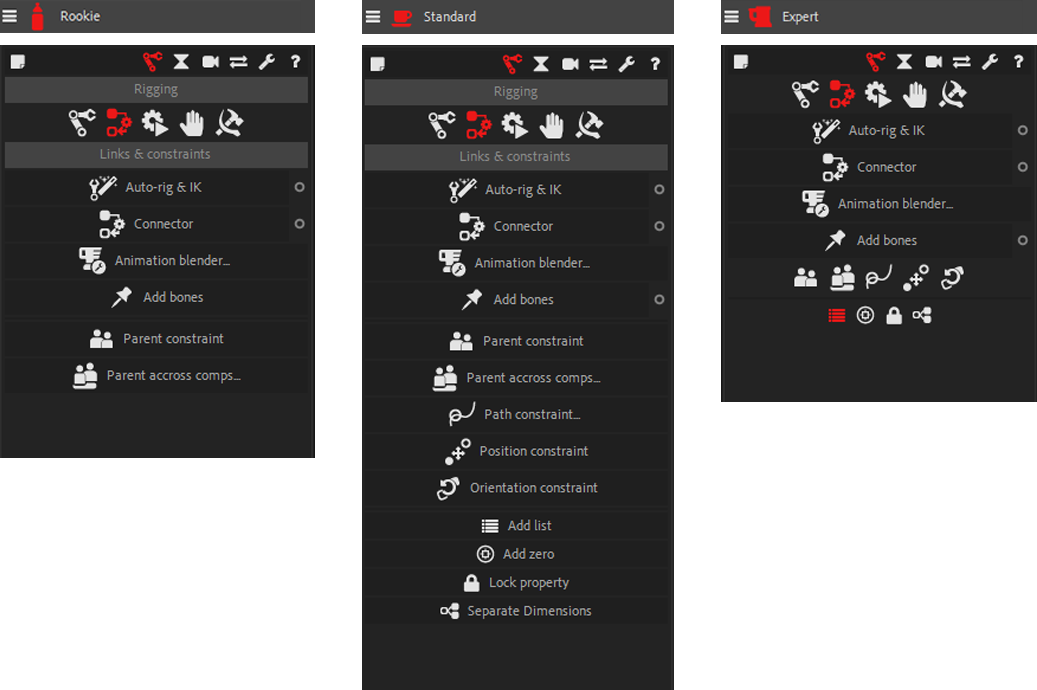 Rookie
?
Rigging
Links & constraints
Auto-rig & IK
Connector
Animation blender...
Add bones
Parent constraint
Parent accross comps...
Standard
?
Rigging
Links & constraints
Auto-rig & IK
Connector
Animation blender...
Add bones
Parent constraint
Parent accross comps...
Path constraint...
Position constraint
Orientation constraint
Add list
Add zero
Lock property
Separate Dimensions
Expert
?
Auto-rig & IK
Connector
Animation blender...
Add bones